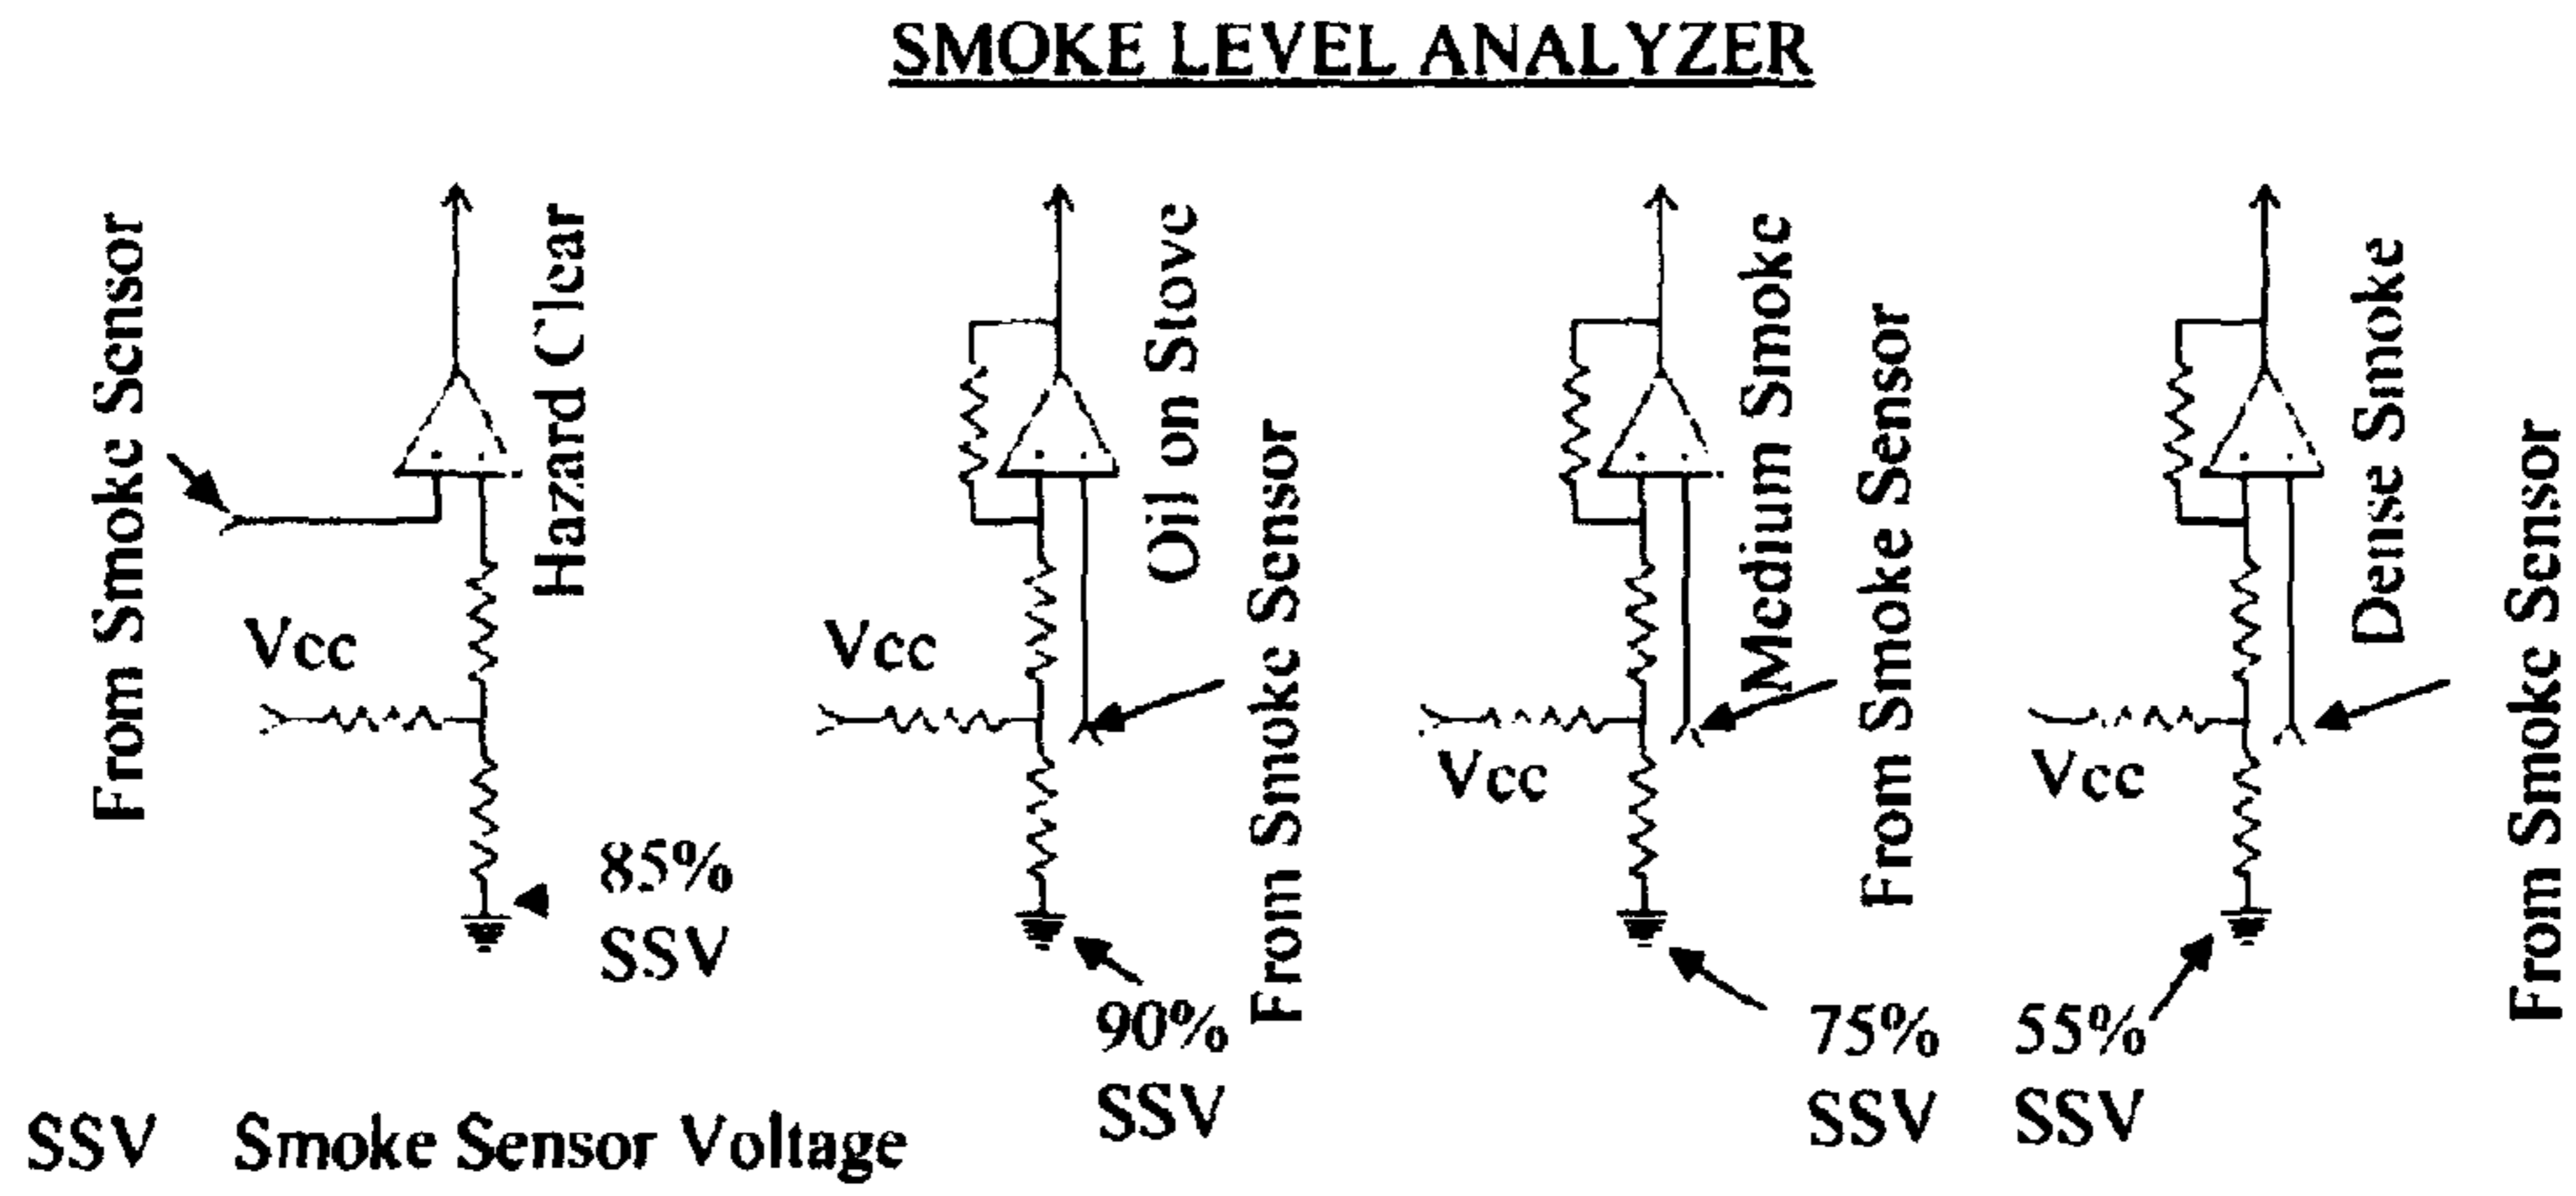 SMOKE LEVEL ANALYZER
From Smoke Sensor
Hazard Clear
Vcc
85%
SSV
Oil on Stove
From Smoke Sensor
Vcc
90%
SSV
Medium Smoke
From Smoke Sensor
Vcc
75%
SSV
Dense Smoke
From Smoke Sensor
Vcc
55%
SSV
SSV Smoke Sensor Voltage